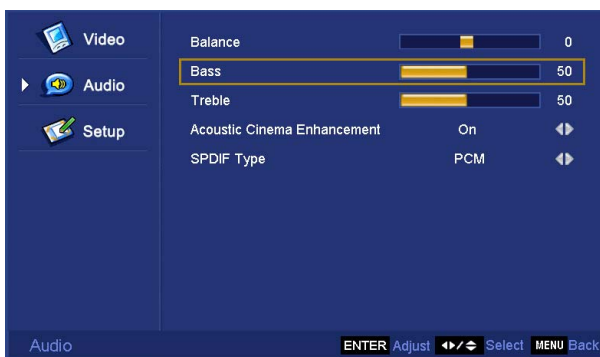 Video
Audio
Setup
Balance 0
Bass 50
Treble 50
Acoustic Cinema Enhancement On
SPDIF Type PCM
Audio ENTER Adjust / Select MENU Back